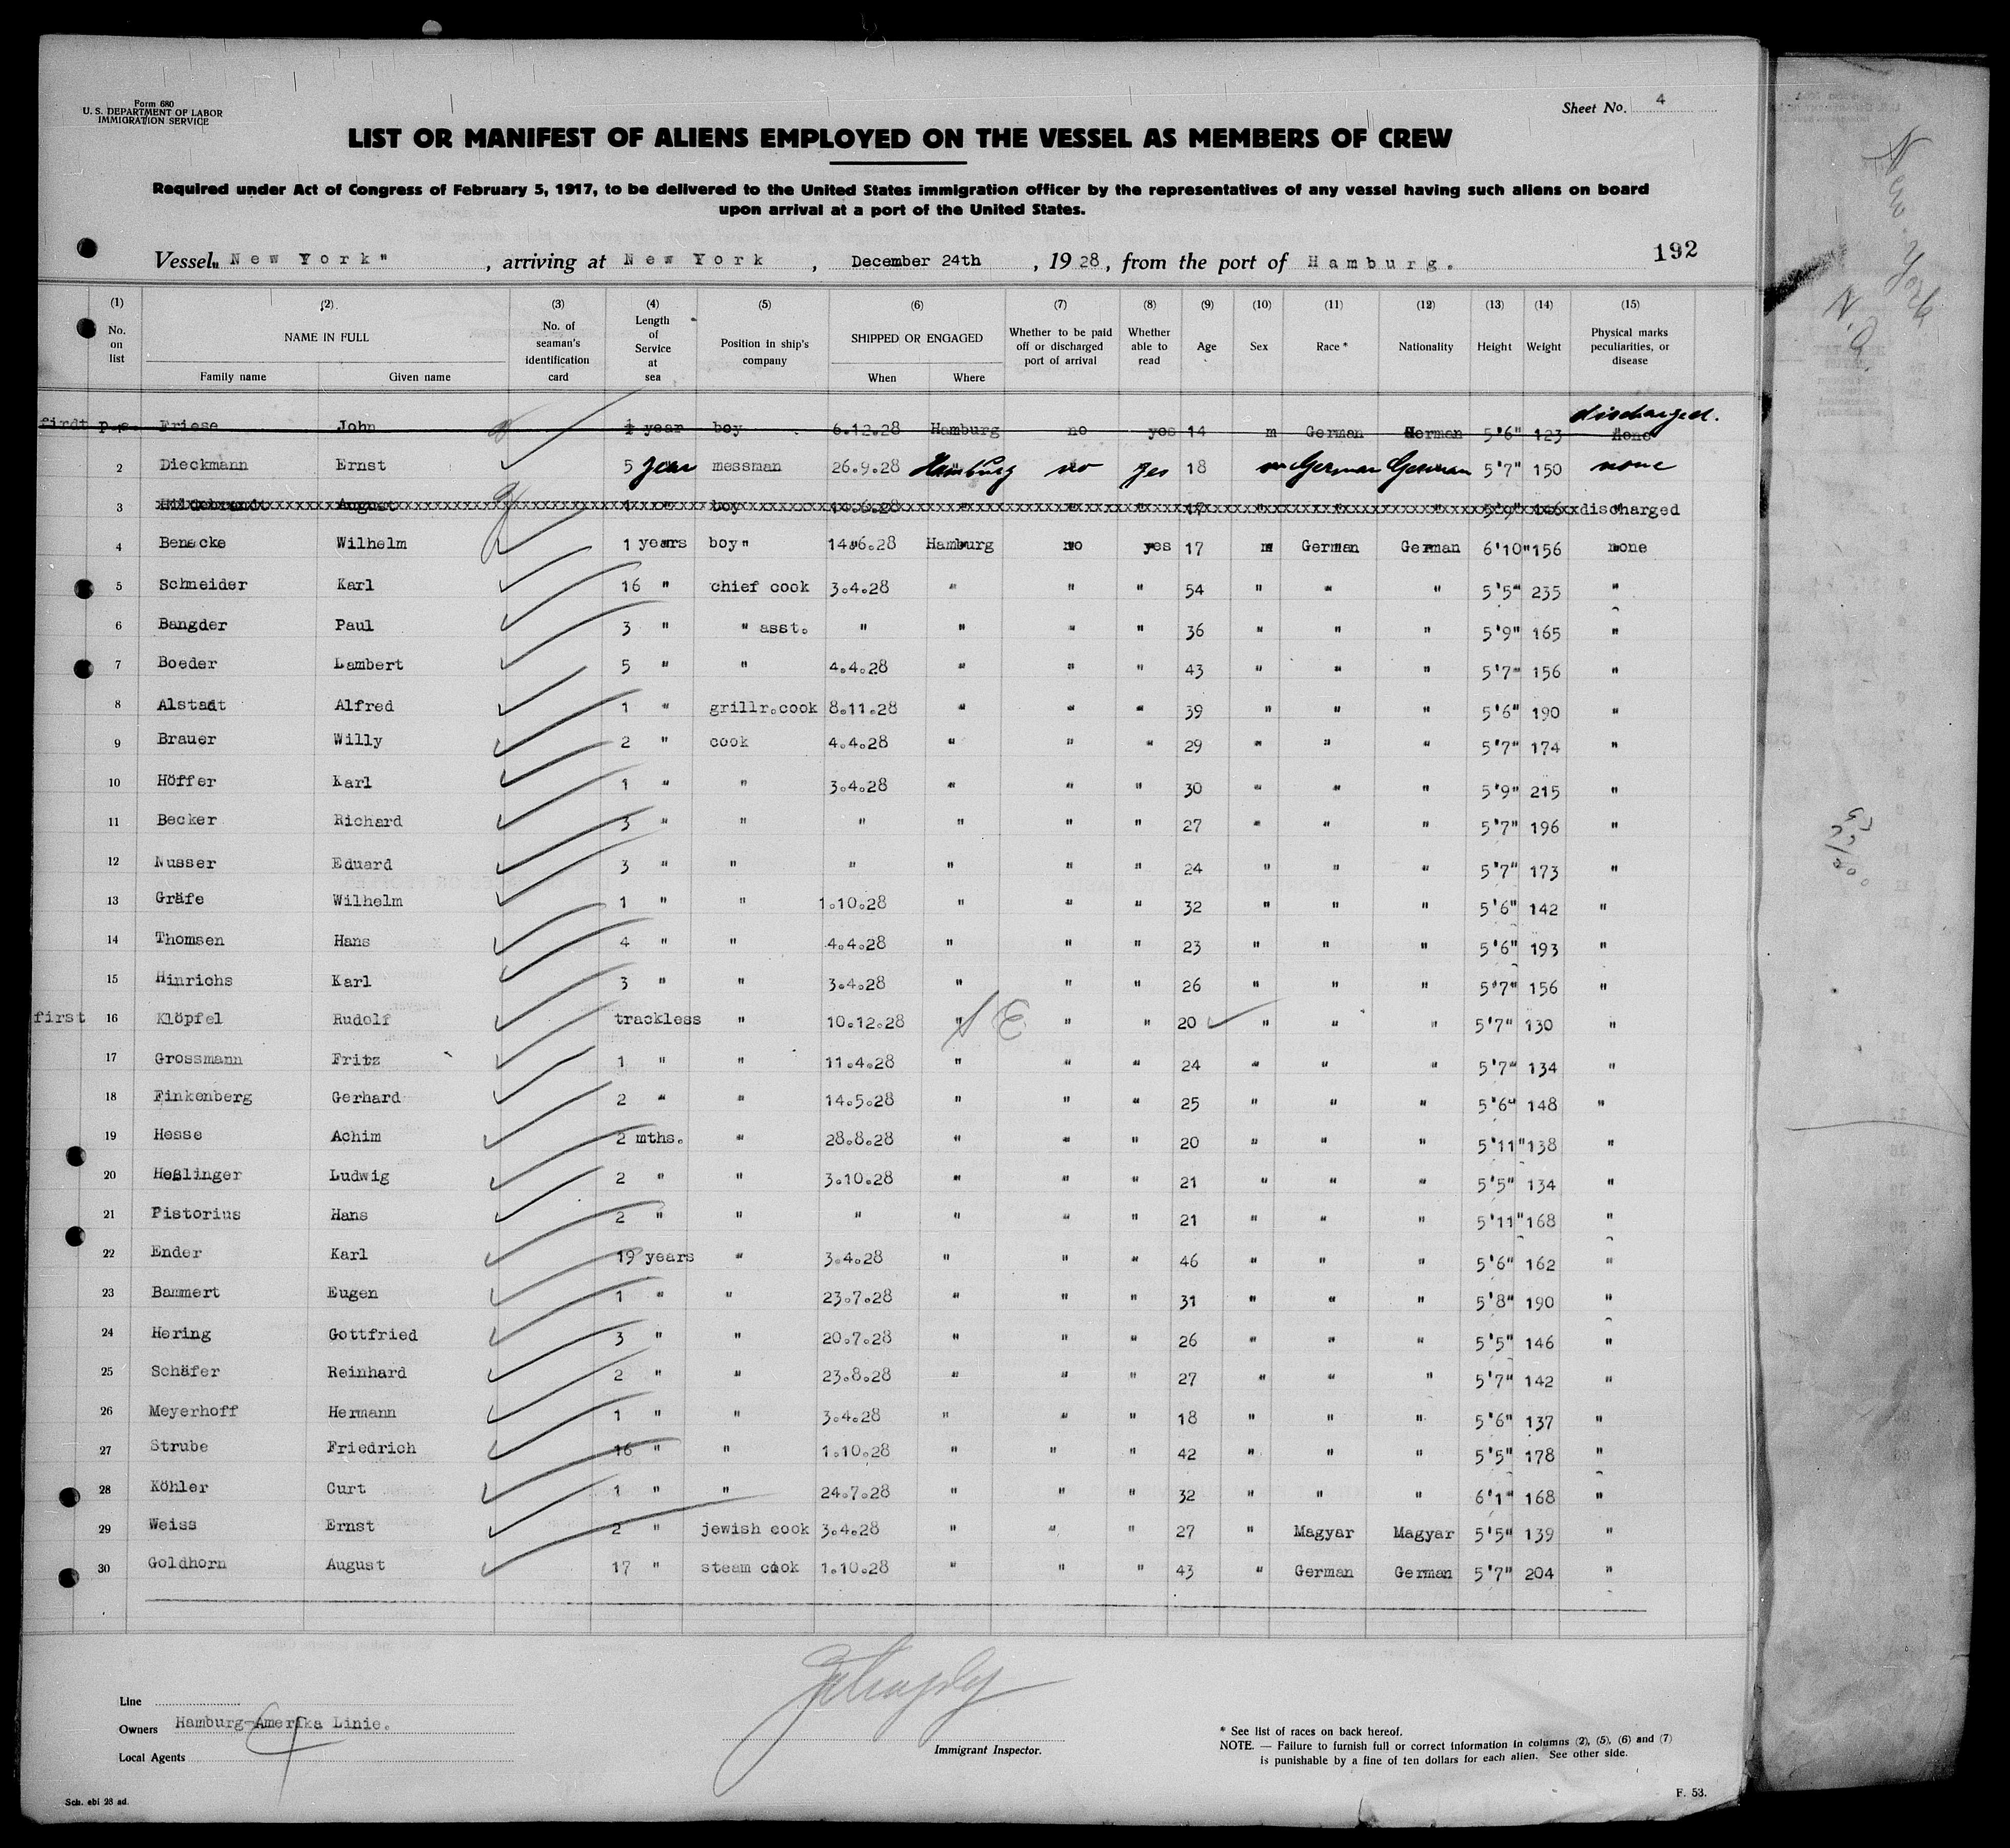 Form 680
U. S. DEPARTMENT OF LABOR
IMMIGRATION SERVICE
Sheet No. 4
LIST OR MANIFEST OF ALIENS EMPLOYED ON THE VESSEL AS MEMBERS OF CREW
Required under Act of Congress of February 5, 1917, to be delivered to the United States immigration officer by the representatives of any vessel having such aliens on board
upon arrival at a port of the United States.
Vessel "New York" , arriving at New York , December 24th , 1928, from the port of Hamburg. 192
(1) (2) (3) (4) (5) (6) (7) (8) (9) (10) (11) (12) (13) (14) (15)
No. on list NAME IN FULL Family name Given name No. of seaman's identification card Length of Service at sea Position in ship's company SHIPPED OR ENGAGED When Where Whether to be paid off or discharged port of arrival Whether able to read Age Sex Race * Nationality Height Weight Physical marks peculiarities, or disease
discharged.
Friese John year boy 6.12.28 Hamburg no yes 14 m German German 5'6" 123 none
2 Dieckmann Ernst 5 year messman 26.9.28 Hamburg no yes 18 m German German 5'7" 150 none
3 Hildebrandt August 1 " boy 14.6.28 " " " 17 " " " 5'9" 146 discharged
4 Benecke Wilhelm 1 years boy" 14.6.28 Hamburg no yes 17 m German German 6'10" 156 none
5 Schneider Karl 16 " chief cook 3.4.28 " " " 54 " " " 5'5" 235 "
6 Bangder Paul 3 " " asst. " " " " 36 " " " 5'9" 165 "
7 Boeder Lambert 5 " " 4.4.28 " " " 43 " " " 5'7" 156 "
8 Alstadt Alfred 1 " grillr.cook 8.11.28 " " " 39 " " " 5'6" 190 "
9 Brauer Willy 2 " cook 4.4.28 " " " 29 " " " 5'7" 174 "
10 Höffer Karl 1 " " 3.4.28 " " " 30 " " " 5'9" 215 "
11 Becker Richard 3 " " " " " " 27 " " " 5'7" 196 "
12 Nusser Eduard 3 " " " " " " 24 " " " 5'7" 173 "
13 Gräfe Wilhelm 1 " " 1.10.28 " " " 32 " " " 5'6" 142 "
14 Thomsen Hans 4 " " 4.4.28 " " " 23 " " " 5'6" 193 "
15 Hinrichs Karl 3 " " 3.4.28 " " " 26 " " " 5'7" 156 "
first 16 Klöpfel Rudolf trackless " 10.12.28 " " " 20 " " " 5'7" 130 "
17 Grossmann Fritz 1 " " 11.4.28 " " " 24 " " " 5'7" 134 "
18 Finkenberg Gerhard 2 " " 14.5.28 " " " 25 " " " 5'6" 148 "
19 Hesse Achim 2 mths. " 28.8.28 " " " 20 " " " 5'11" 138 "
20 Heßlinger Ludwig 2 " " 3.10.28 " " " 21 " " " 5'5" 134 "
21 Pistorius Hans 2 " " " " " " 21 " " " 5'11" 168 "
22 Ender Karl 19 years " 3.4.28 " " " 46 " " " 5'6" 162 "
23 Bammert Eugen 1 " " 23.7.28 " " " 31 " " " 5'8" 190 "
24 Hering Gottfried 3 " " 20.7.28 " " " 26 " " " 5'5" 146 "
25 Schäfer Reinhard 2 " " 23.8.28 " " " 27 " " " 5'7" 142 "
26 Meyerhoff Hermann 1 " " 3.4.28 " " " 18 " " " 5'6" 137 "
27 Strube Friedrich 16 " " 1.10.28 " " " 42 " " " 5'5" 178 "
28 Köhler Curt 1 " " 24.7.28 " " " 32 " " " 6'1" 168 "
29 Weiss Ernst 2 " jewish cook 3.4.28 " " " 27 " Magyar Magyar 5'5" 139 "
30 Goldhorn August 17 " steam cook 1.10.28 " " " 43 " German German 5'7" 204 "
Line
Owners Hamburg-Amerika Linie.
Local Agents
Immigrant Inspector.
* See list of races on back hereof.
NOTE. — Failure to furnish full or correct information in columns (2), (5), (6) and (7)
is punishable by a fine of ten dollars for each alien. See other side.
Sch. ebi 28 ad.
F. 53.
New York